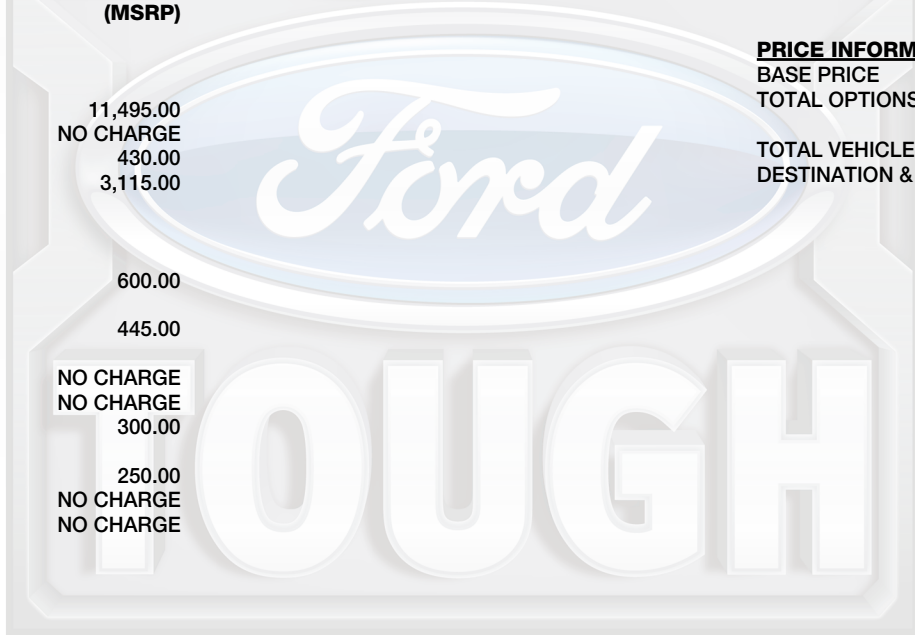 (MSRP)
11,495.00
NO CHARGE
430.00
3,115.00
600.00
445.00
NO CHARGE
NO CHARGE
300.00
250.00
NO CHARGE
NO CHARGE
PRICE INFORM
BASE PRICE
TOTAL OPTIONS
TOTAL VEHICLE
DESTINATION &
Ford
TOUGH